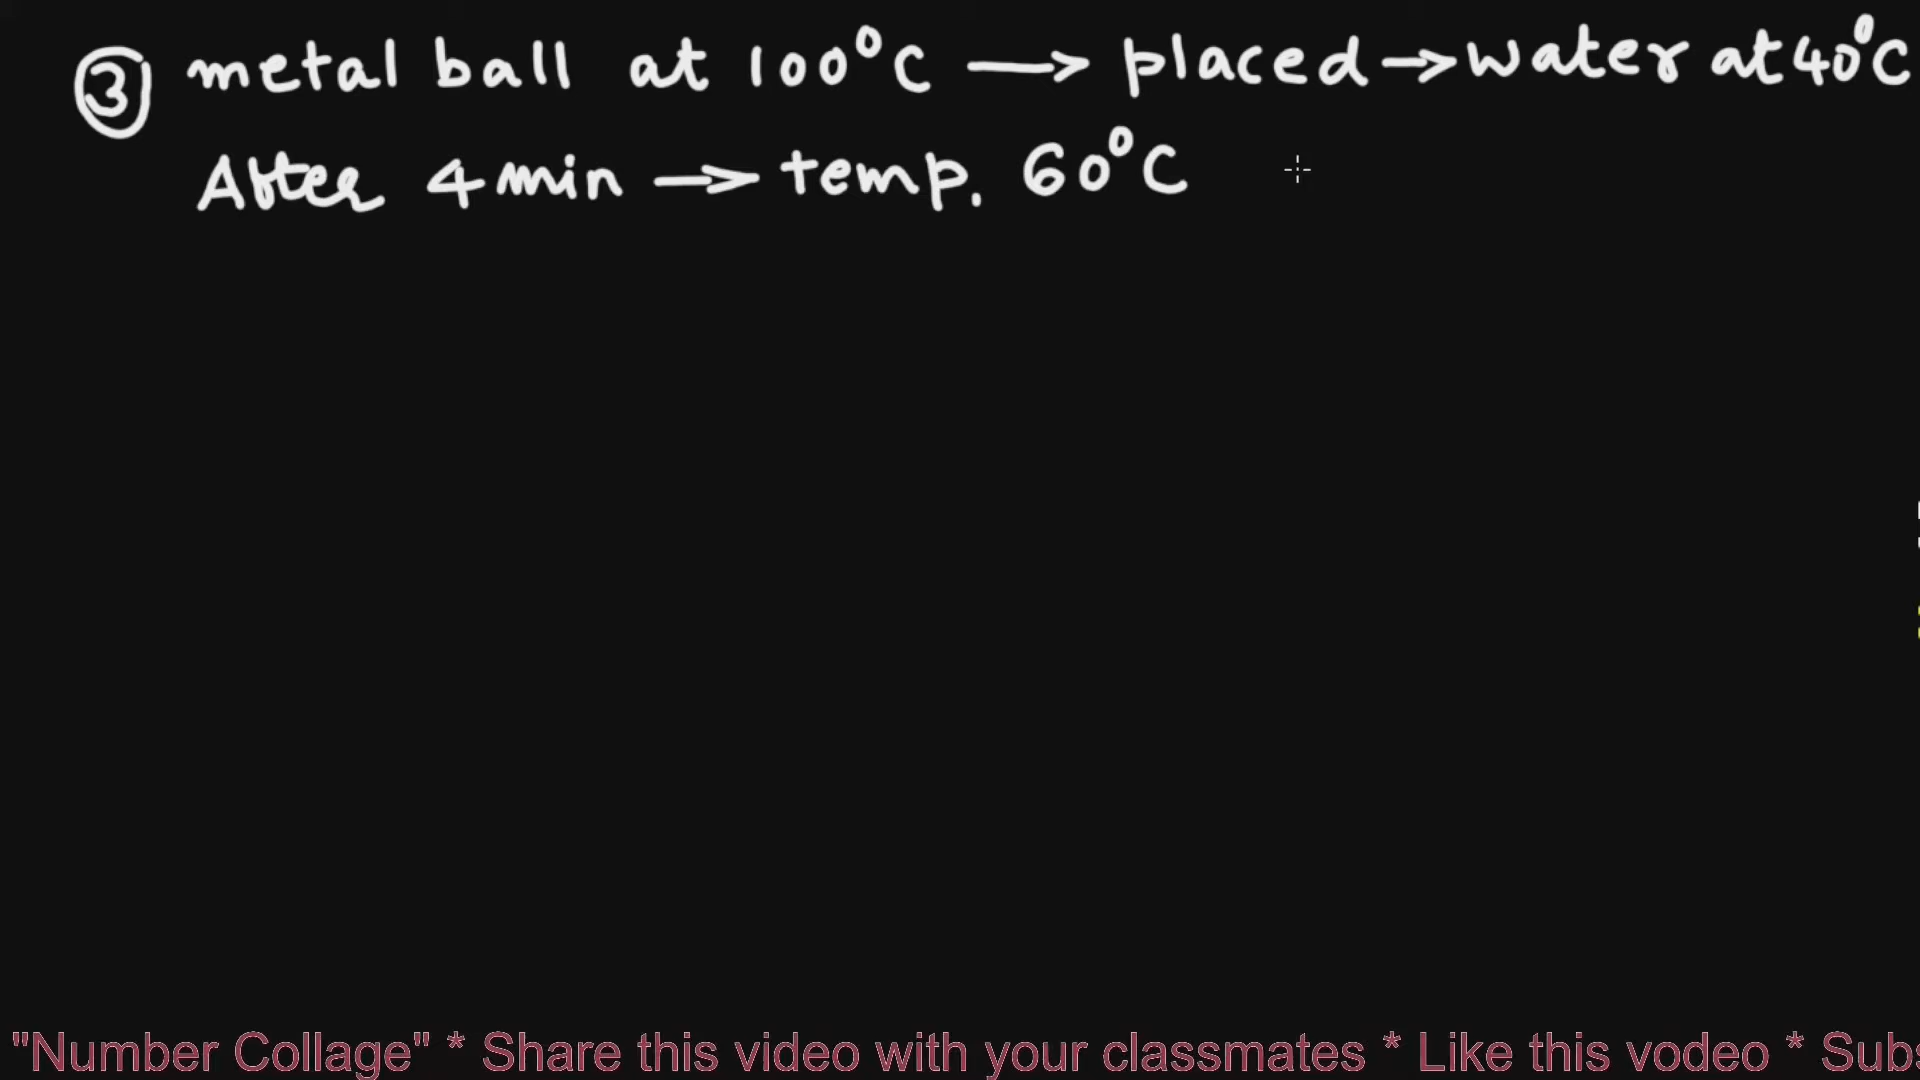 ③ metal ball at 100°C → placed → water at 40°C
After 4 min → temp. 60°C
"Number Collage" * Share this video with your classmates * Like this vodeo * Subs